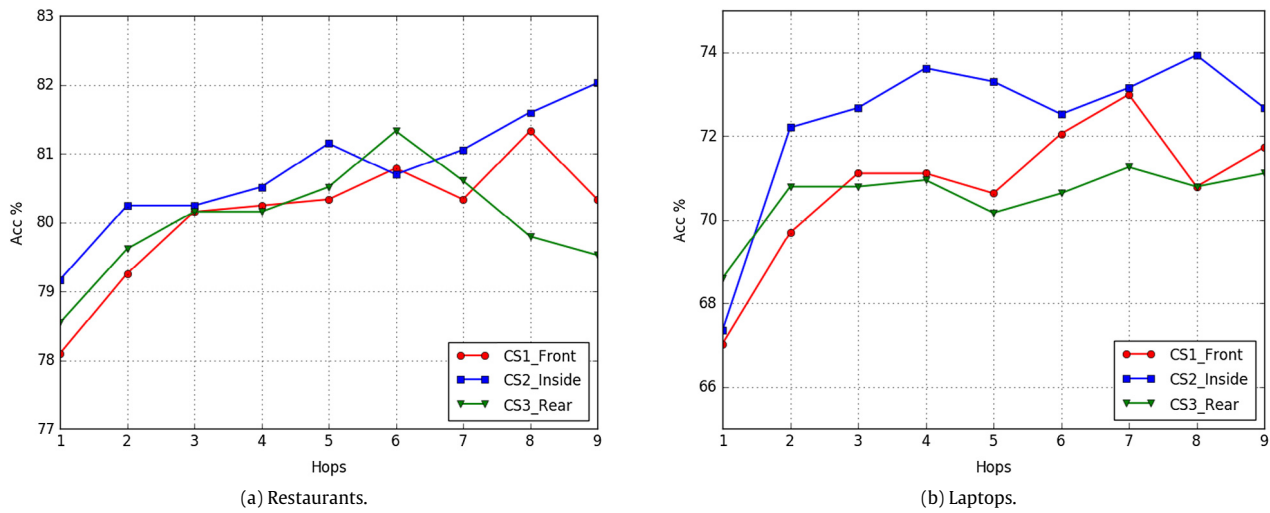 83
82
81
80
79
78
77
Acc %
1 2 3 4 5 6 7 8 9
Hops
CS1_Front
CS2_Inside
CS3_Rear
(a) Restaurants.
74
72
70
68
66
Acc %
1 2 3 4 5 6 7 8 9
Hops
CS1_Front
CS2_Inside
CS3_Rear
(b) Laptops.